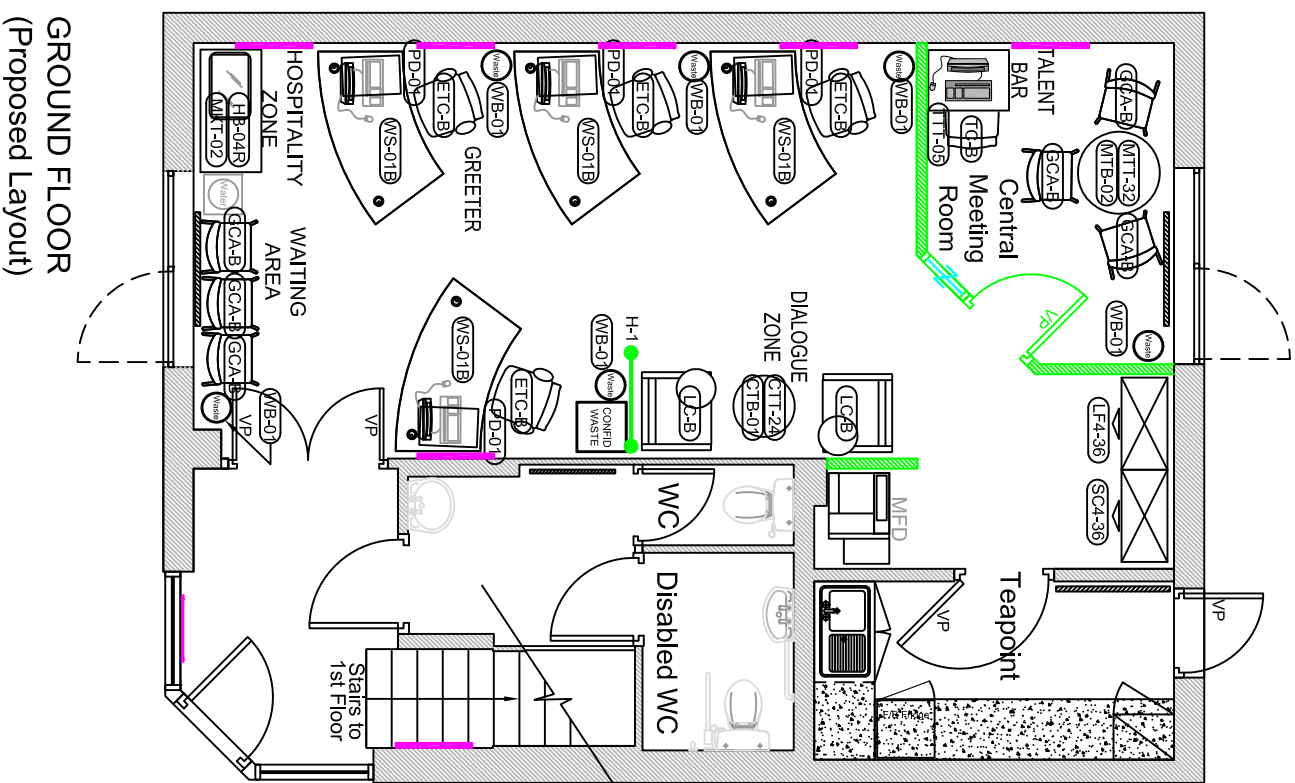 GROUND FLOOR
(Proposed Layout)
HOSPITALITY
ZONE
HB-04R
MKT-02
Water
WAITING
AREA
GCA-B
GCA-B
GCA-B
WB-01
Waste
VP
VP
PD-01
ETC-B
WS-01B
Waste
WB-01
GREETER
PD-01
ETC-B
WS-01B
Waste
WB-01
PD-01
ETC-B
WS-01B
Waste
WB-01
WS-01B
ETC-B
PD-01
H-1
WB-01
Waste
CONFID
WASTE
LC-B
DIALOGUE
ZONE
CTT-24
CTB-01
LC-B
TALENT
BAR
TC-B
TTT-05
Central
Meeting
Room
GCA-B
GCA-B
MTT-32
MTB-02
GCA-B
WB-01
Waste
VP
LF4-36
SC4-36
MFD
WC
Disabled WC
Teapoint
VP
VP
F/B Fridge
Stairs to
1st Floor